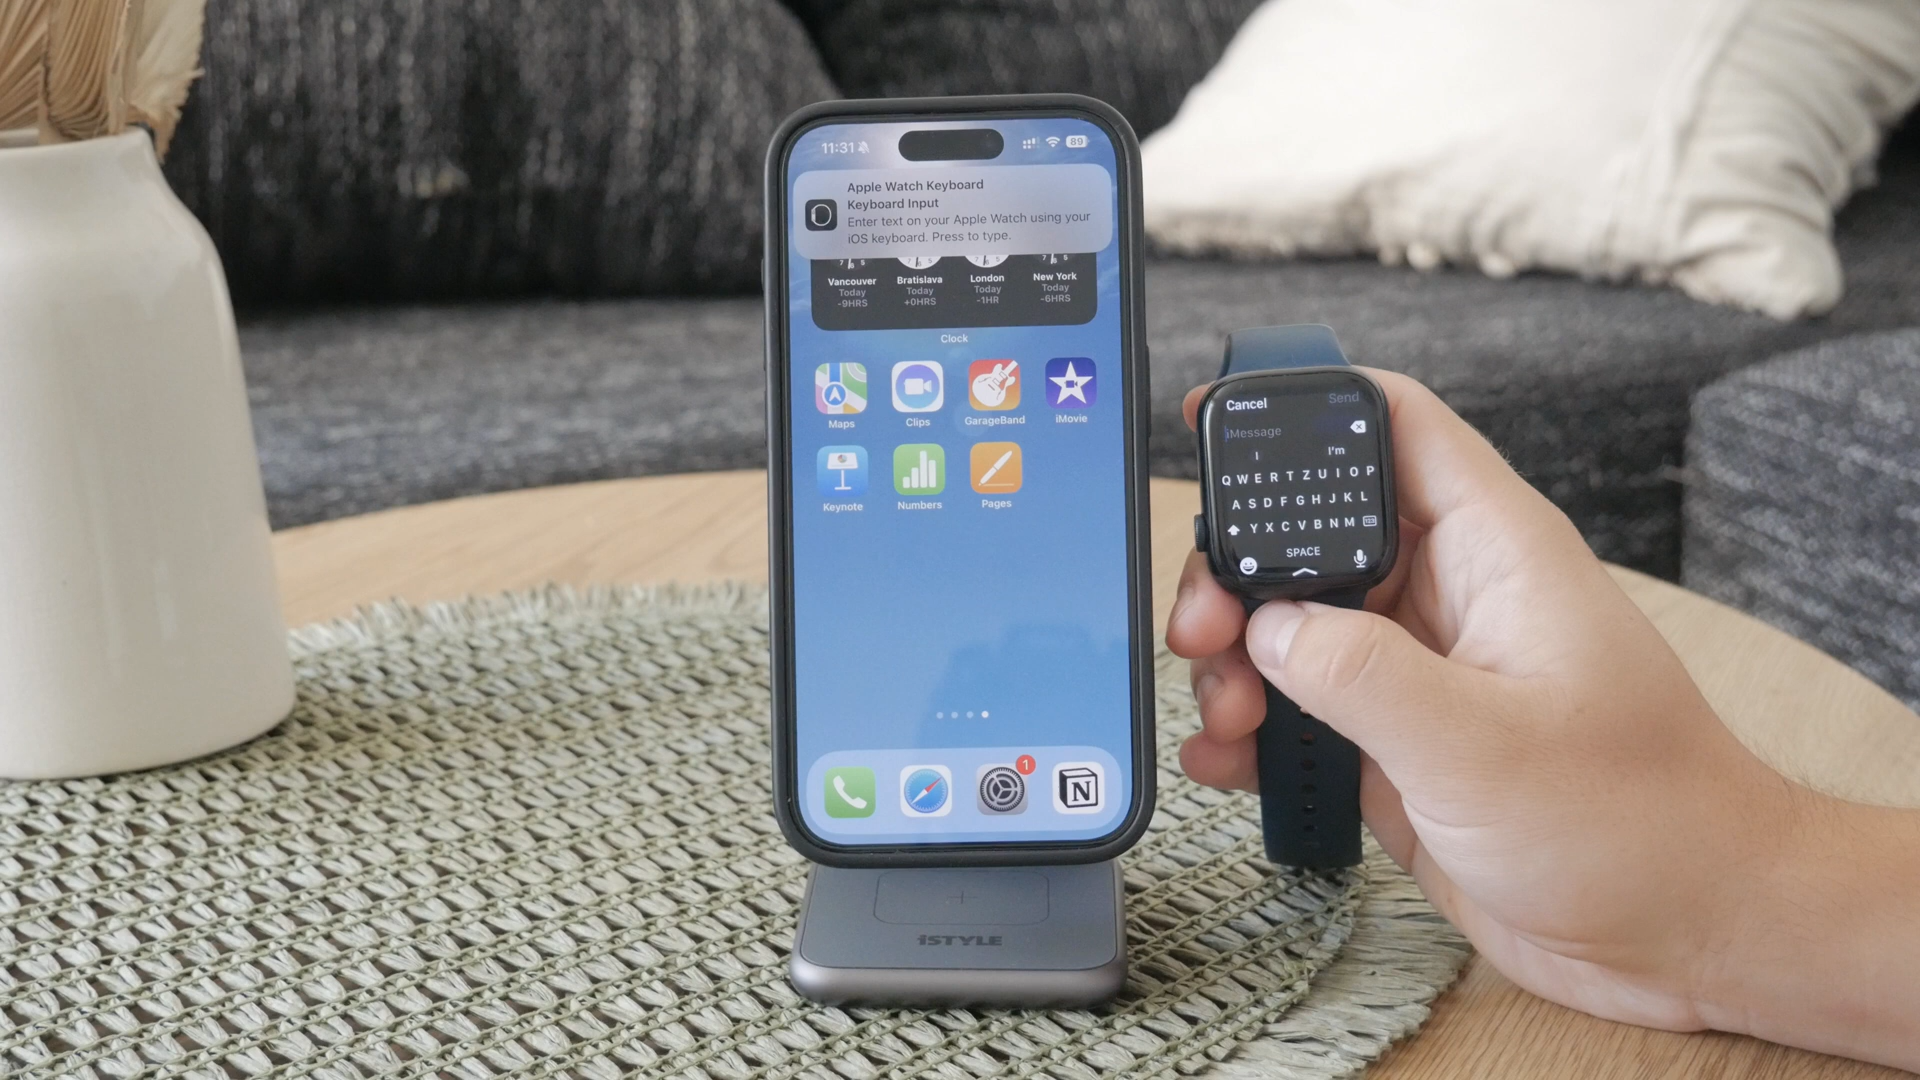 11:31
89
Apple Watch Keyboard
Keyboard Input
Enter text on your Apple Watch using your
iOS keyboard. Press to type.
Vancouver Bratislava London New York
Today Today Today Today
-9HRS +0HRS -1HR -6HRS
Clock
Maps Clips GarageBand iMovie
Keynote Numbers Pages
1
N
iSTYLE
Cancel Send
iMessage
I I'm
Q W E R T Z U I O P
A S D F G H J K L
Y X C V B N M 123
SPACE